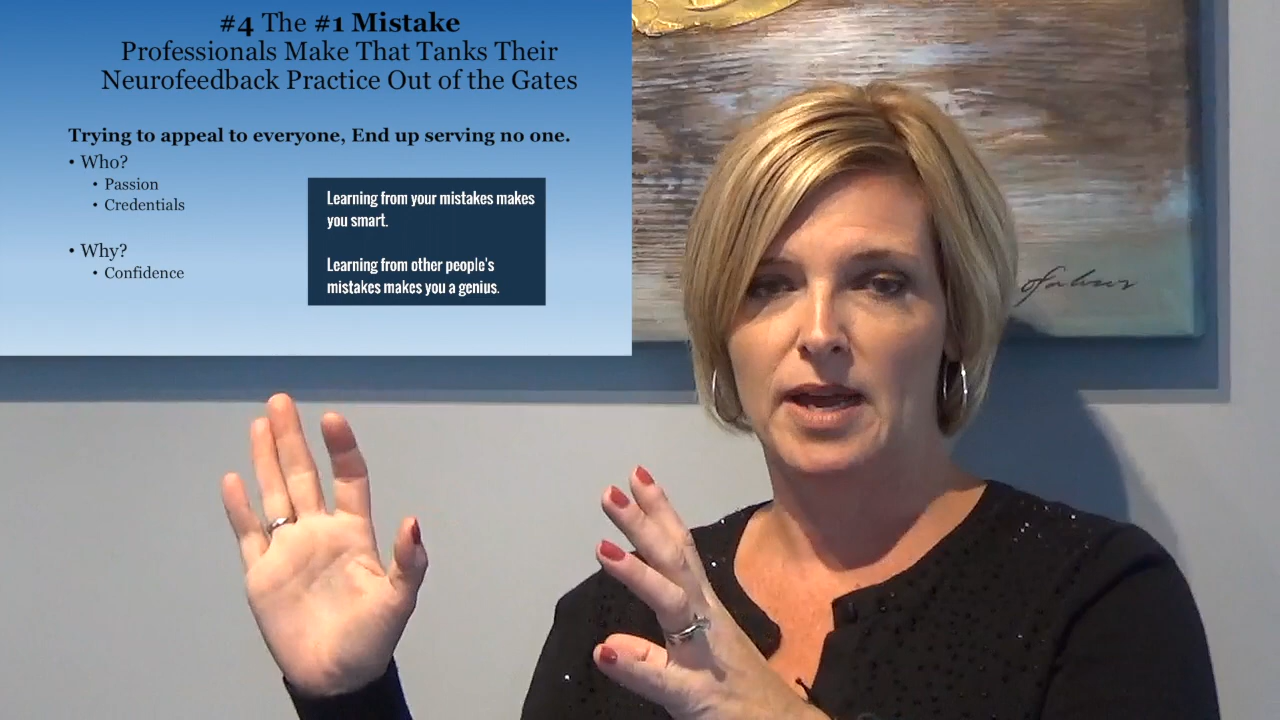 #4 The #1 Mistake
Professionals Make That Tanks Their
Neurofeedback Practice Out of the Gates
Trying to appeal to everyone, End up serving no one.
• Who?
• Passion
• Credentials
• Why?
• Confidence
Learning from your mistakes makes
you smart.
Learning from other people's
mistakes makes you a genius.